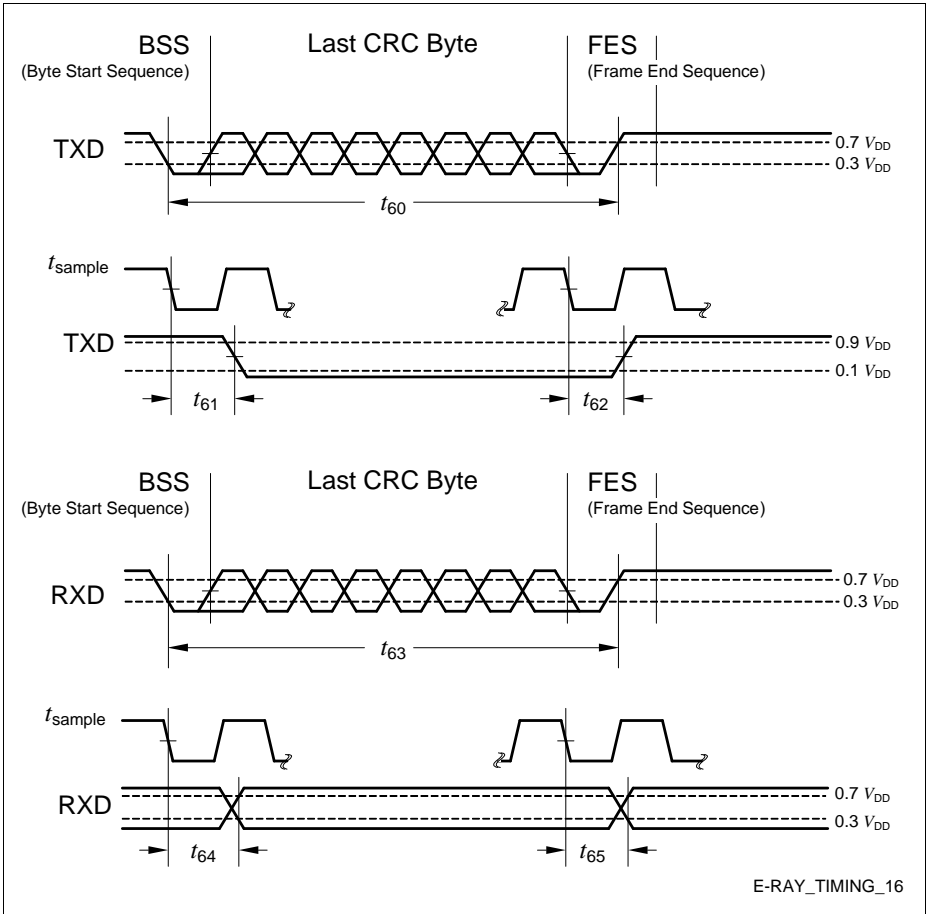 BSS
(Byte Start Sequence)
Last CRC Byte
FES
(Frame End Sequence)
TXD
0.7 VDD
0.3 VDD
t60
tsample
TXD
0.9 VDD
0.1 VDD
t61
t62
BSS
(Byte Start Sequence)
Last CRC Byte
FES
(Frame End Sequence)
RXD
0.7 VDD
0.3 VDD
t63
tsample
RXD
0.7 VDD
0.3 VDD
t64
t65
E-RAY_TIMING_16